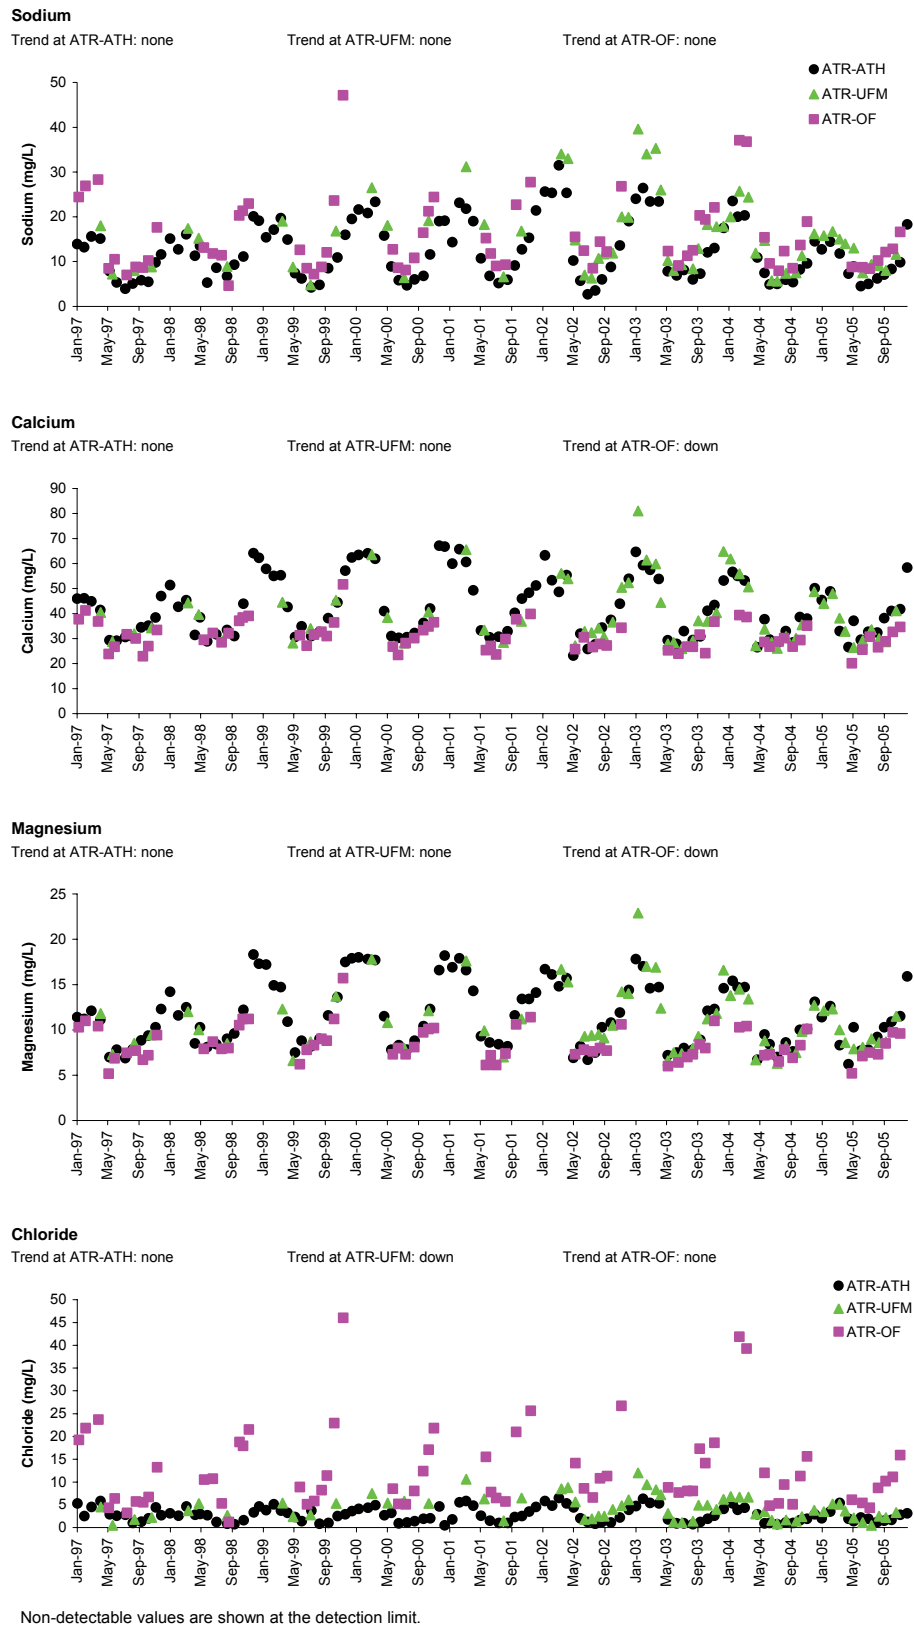 Sodium
Trend at ATR-ATH: none Trend at ATR-UFM: none Trend at ATR-OF: none
50
40
30
20
10
0
Sodium (mg/L)
ATR-ATH
ATR-UFM
ATR-OF
Jan-97 May-97 Sep-97 Jan-98 May-98 Sep-98 Jan-99 May-99 Sep-99 Jan-00 May-00 Sep-00 Jan-01 May-01 Sep-01 Jan-02 May-02 Sep-02 Jan-03 May-03 Sep-03 Jan-04 May-04 Sep-04 Jan-05 May-05 Sep-05
Calcium
Trend at ATR-ATH: none Trend at ATR-UFM: none Trend at ATR-OF: down
90
80
70
60
50
40
30
20
10
0
Calcium (mg/L)
Jan-97 May-97 Sep-97 Jan-98 May-98 Sep-98 Jan-99 May-99 Sep-99 Jan-00 May-00 Sep-00 Jan-01 May-01 Sep-01 Jan-02 May-02 Sep-02 Jan-03 May-03 Sep-03 Jan-04 May-04 Sep-04 Jan-05 May-05 Sep-05
Magnesium
Trend at ATR-ATH: none Trend at ATR-UFM: none Trend at ATR-OF: down
25
20
15
10
5
0
Magnesium (mg/L)
Jan-97 May-97 Sep-97 Jan-98 May-98 Sep-98 Jan-99 May-99 Sep-99 Jan-00 May-00 Sep-00 Jan-01 May-01 Sep-01 Jan-02 May-02 Sep-02 Jan-03 May-03 Sep-03 Jan-04 May-04 Sep-04 Jan-05 May-05 Sep-05
Chloride
Trend at ATR-ATH: none Trend at ATR-UFM: down Trend at ATR-OF: none
50
45
40
35
30
25
20
15
10
5
0
Chloride (mg/L)
ATR-ATH
ATR-UFM
ATR-OF
Jan-97 May-97 Sep-97 Jan-98 May-98 Sep-98 Jan-99 May-99 Sep-99 Jan-00 May-00 Sep-00 Jan-01 May-01 Sep-01 Jan-02 May-02 Sep-02 Jan-03 May-03 Sep-03 Jan-04 May-04 Sep-04 Jan-05 May-05 Sep-05
Non-detectable values are shown at the detection limit.